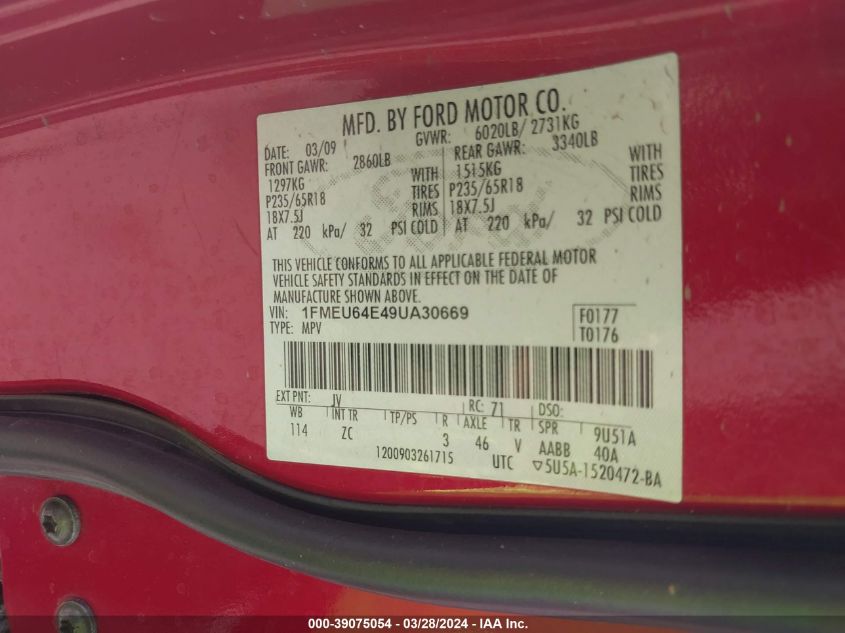 MFD. BY FORD MOTOR CO.
DATE: 03/09 GVWR: 6020LB/ 2731KG
FRONT GAWR: 2860LB REAR GAWR: 3340LB
1297KG WITH 1515KG WITH
P235/65R18 TIRES P235/65R18 TIRES
18X7.5J RIMS 18X7.5J RIMS
AT 220 kPa/ 32 PSI COLD AT 220 kPa/ 32 PSI COLD
THIS VEHICLE CONFORMS TO ALL APPLICABLE FEDERAL MOTOR
VEHICLE SAFETY STANDARDS IN EFFECT ON THE DATE OF
MANUFACTURE SHOWN ABOVE.
VIN: 1FMEU64E49UA30669 F0177
TYPE: MPV T0176
EXT PNT: JV RC: 71 DSO:
WB INT TR TP/PS R AXLE TR SPR 9U51A
114 ZC 3 46 V AABB 40A
1200903261715 UTC ▽5U5A-1520472-BA
000-39075054 - 03/28/2024 - IAA Inc.